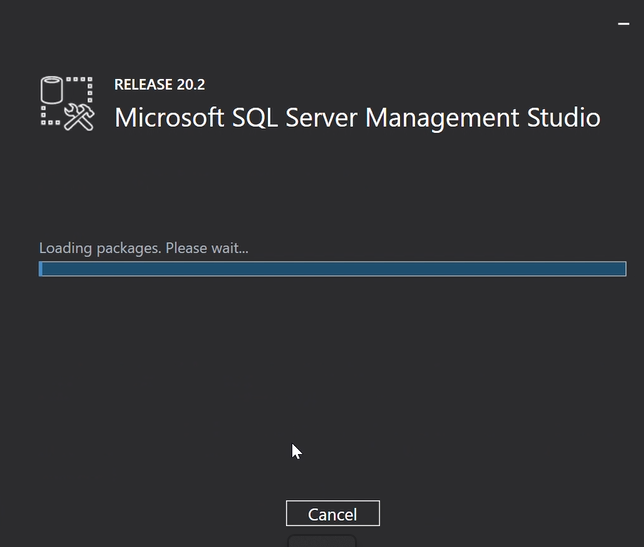 RELEASE 20.2
Microsoft SQL Server Management Studio
Loading packages. Please wait...
Cancel